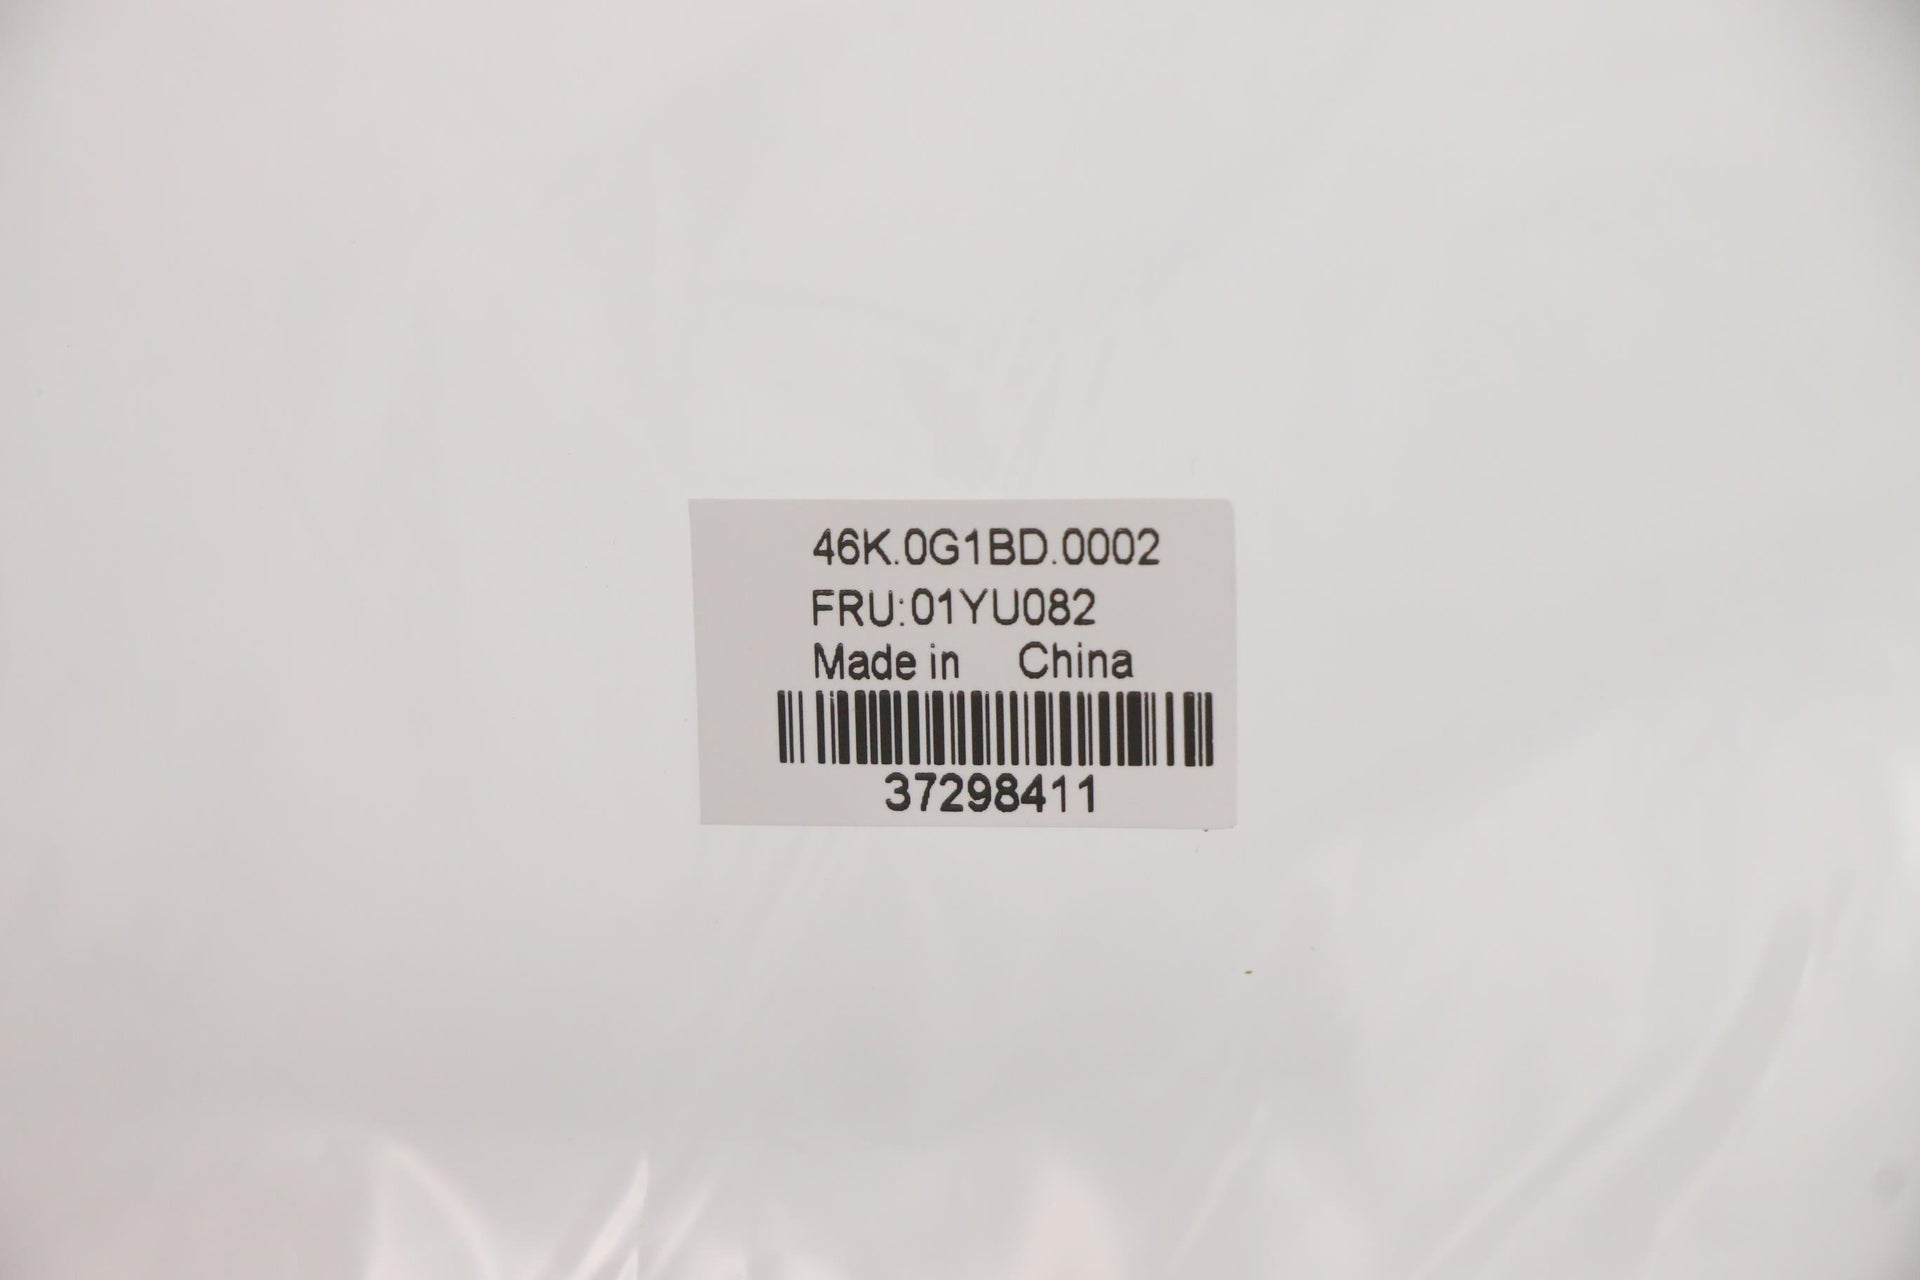 46K.0G1BD.0002
FRU:01YU082
Made in China
37298411